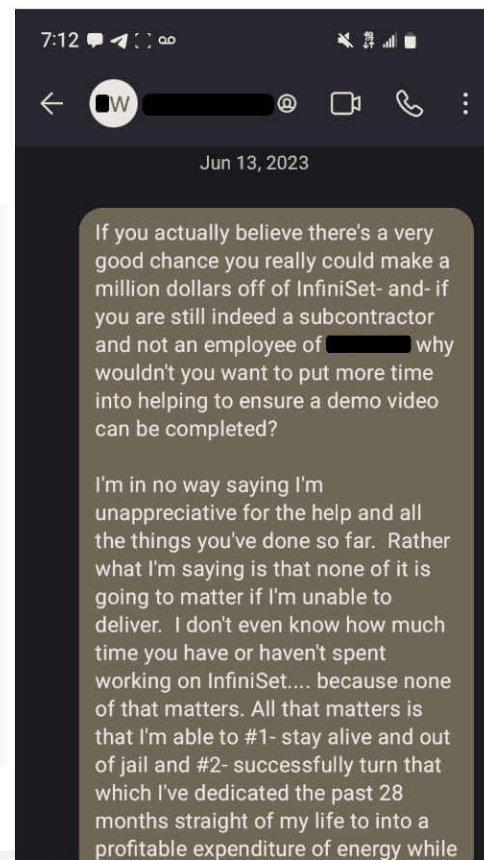 7:12
W
Jun 13, 2023
If you actually believe there's a very
good chance you really could make a
million dollars off of InfiniSet- and- if
you are still indeed a subcontractor
and not an employee of why
wouldn't you want to put more time
into helping to ensure a demo video
can be completed?
I'm in no way saying I'm
unappreciative for the help and all
the things you've done so far. Rather
what I'm saying is that none of it is
going to matter if I'm unable to
deliver. I don't even know how much
time you have or haven't spent
working on InfiniSet.... because none
of that matters. All that matters is
that I'm able to #1- stay alive and out
of jail and #2- successfully turn that
which I've dedicated the past 28
months straight of my life to into a
profitable expenditure of energy while